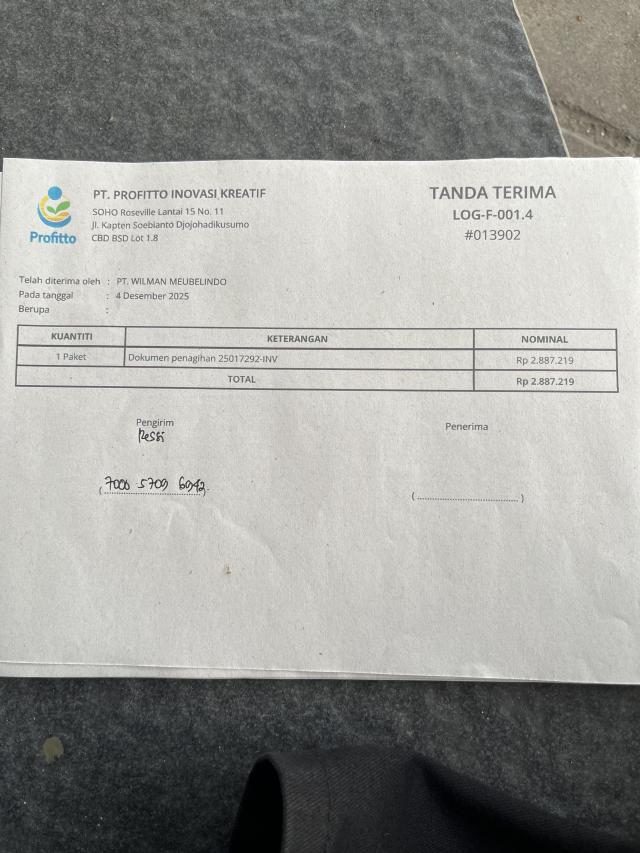 PT. PROFITTO INOVASI KREATIF
SOHO Roseville Lantai 15 No. 11
Jl. Kapten Soebianto Djojohadikusumo
CBD BSD Lot 1.8
Profitto
TANDA TERIMA
LOG-F-001.4
#013902
Telah diterima oleh : PT. WILMAN MEUBELINDO
Pada tanggal : 4 Desember 2025
Berupa :
KUANTITI KETERANGAN NOMINAL
1 Paket Dokumen penagihan 25017292-INV Rp 2.887.219
TOTAL Rp 2.887.219
Pengirim Penerima
Ressi
(7000 5709 6942) (..............................)